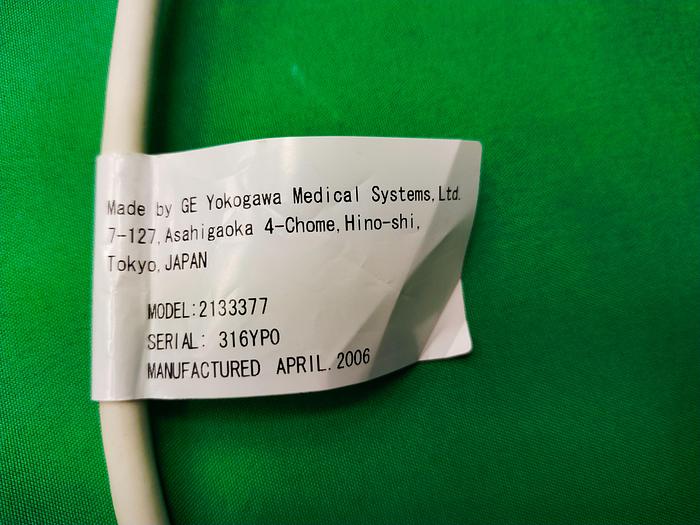 Made by GE Yokogawa Medical Systems,Ltd.
7-127,Asahigaoka 4-Chome,Hino-shi,
Tokyo,JAPAN
MODEL:2133377
SERIAL: 316YP0
MANUFACTURED APRIL.2006